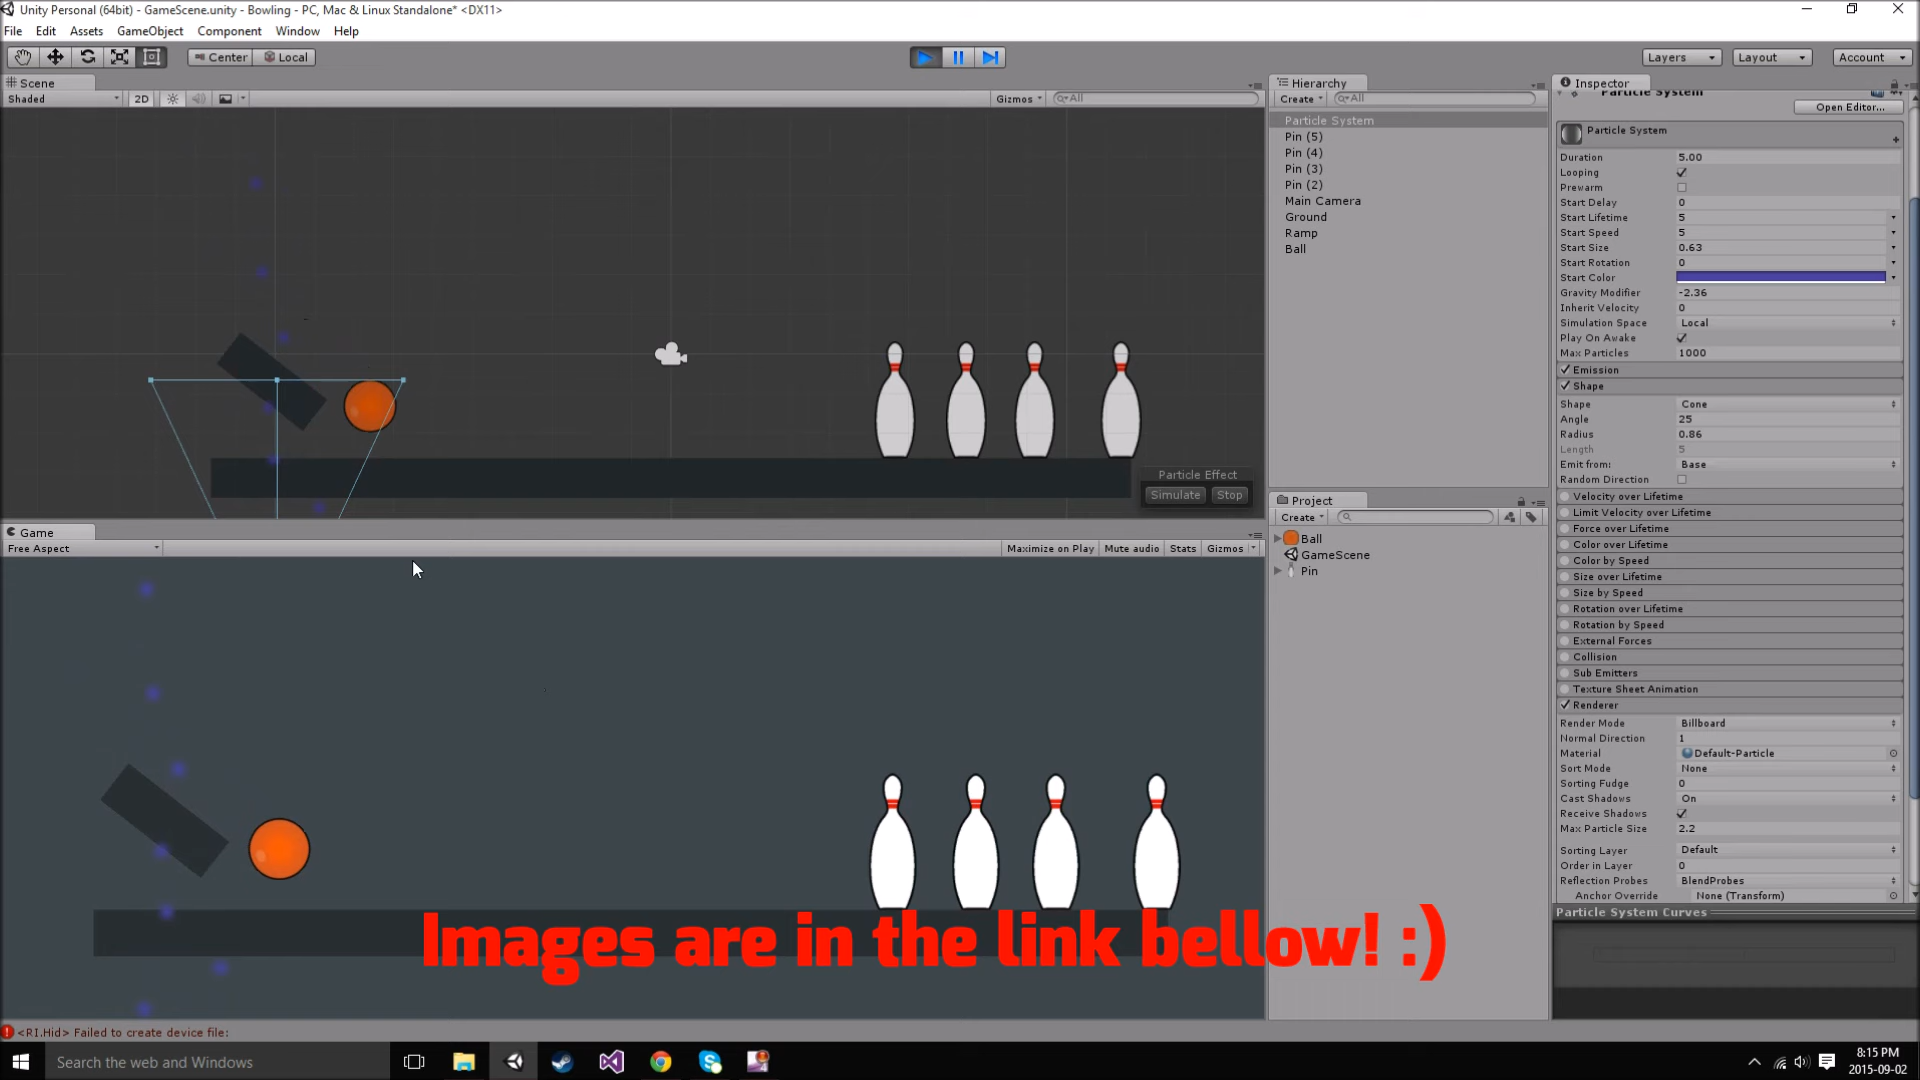 Unity Personal (64bit) - GameScene.unity - Bowling - PC, Mac & Linux Standalone* <DX11>
File Edit Assets GameObject Component Window Help
Center Local
Layers Layout Account
Scene
Shaded 2D Gizmos All
Particle Effect
Simulate Stop
Game
Free Aspect Maximize on Play Mute audio Stats Gizmos
Images are in the link bellow! :)
Hierarchy
Create All
Particle System
Pin (5)
Pin (4)
Pin (3)
Pin (2)
Main Camera
Ground
Ramp
Ball
Project
Create
Ball
GameScene
Pin
Inspector
Particle System
Open Editor...
Particle System
Duration 5.00
Looping
Prewarm
Start Delay 0
Start Lifetime 5
Start Speed 5
Start Size 0.63
Start Rotation 0
Start Color
Gravity Modifier -2.36
Inherit Velocity 0
Simulation Space Local
Play On Awake
Max Particles 1000
Emission
Shape
Shape Cone
Angle 25
Radius 0.86
Length 5
Emit from: Base
Random Direction
Velocity over Lifetime
Limit Velocity over Lifetime
Force over Lifetime
Color over Lifetime
Color by Speed
Size over Lifetime
Size by Speed
Rotation over Lifetime
Rotation by Speed
External Forces
Collision
Sub Emitters
Texture Sheet Animation
Renderer
Render Mode Billboard
Normal Direction 1
Material Default-Particle
Sort Mode None
Sorting Fudge 0
Cast Shadows On
Receive Shadows
Max Particle Size 2.2
Sorting Layer Default
Order in Layer 0
Reflection Probes BlendProbes
Anchor Override None (Transform)
Particle System Curves
<RI.Hid> Failed to create device file:
Search the web and Windows
8:15 PM
2015-09-02